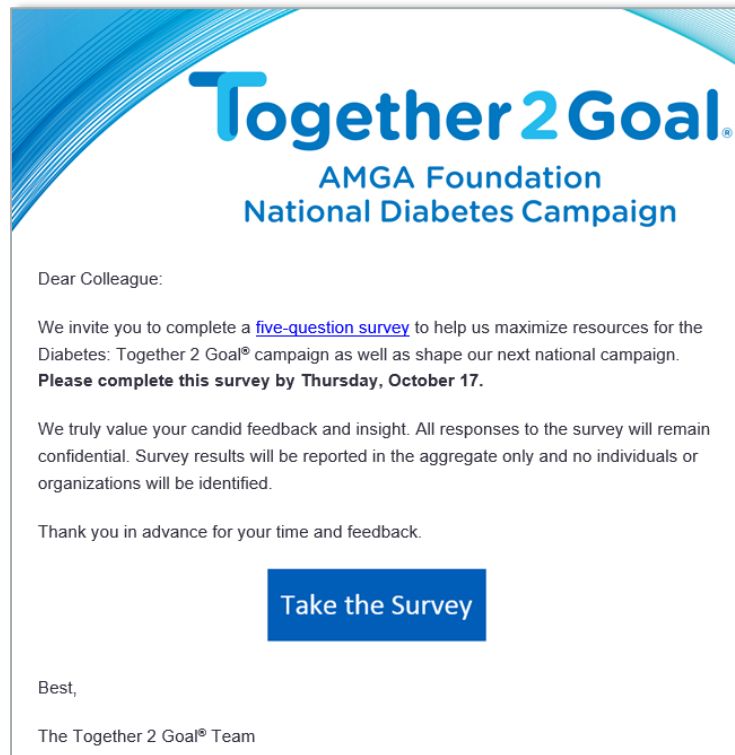 Together 2 Goal®
AMGA Foundation
National Diabetes Campaign
Dear Colleague:
We invite you to complete a five-question survey to help us maximize resources for the
Diabetes: Together 2 Goal® campaign as well as shape our next national campaign.
Please complete this survey by Thursday, October 17.
We truly value your candid feedback and insight. All responses to the survey will remain
confidential. Survey results will be reported in the aggregate only and no individuals or
organizations will be identified.
Thank you in advance for your time and feedback.
Take the Survey
Best,
The Together 2 Goal® Team